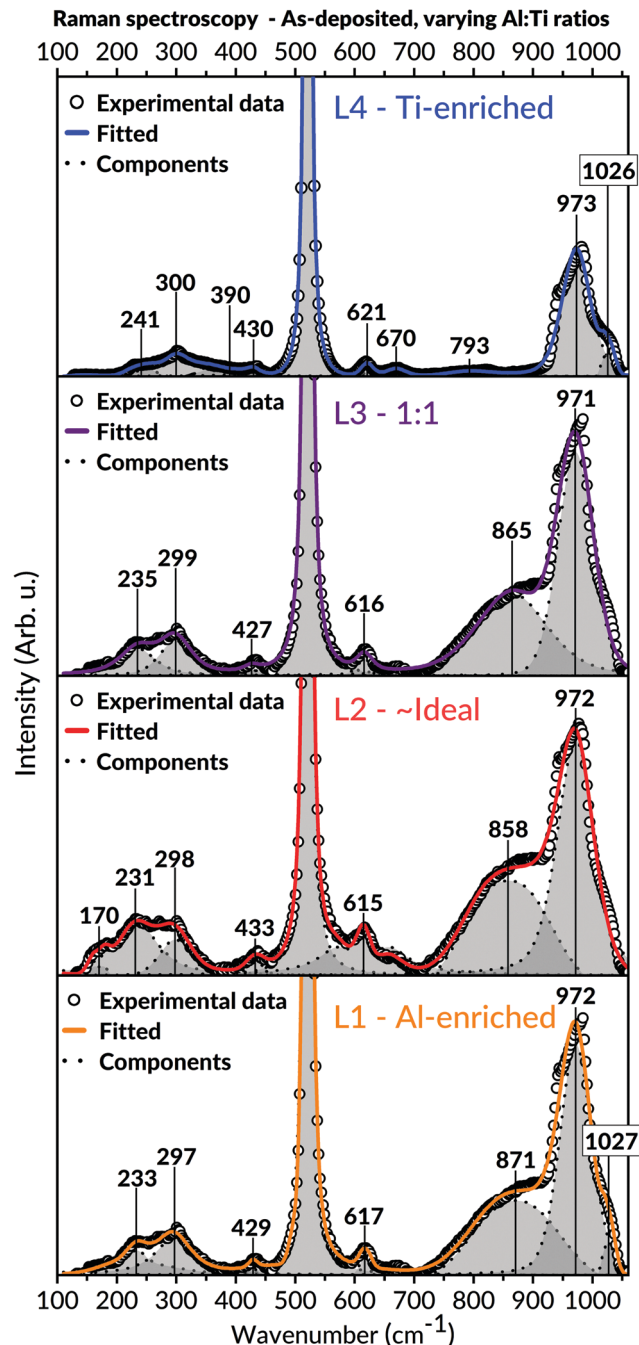 Raman spectroscopy - As-deposited, varying Al:Ti ratios
100 200 300 400 500 600 700 800 900 1000
Experimental data
Fitted
Components
L4 - Ti-enriched
241
300
390
430
621
670
793
973
1026
Experimental data
Fitted
Components
L3 - 1:1
235
299
427
616
865
971
Experimental data
Fitted
Components
L2 - ~Ideal
170
231
298
433
615
858
972
Experimental data
Fitted
Components
L1 - Al-enriched
233
297
429
617
871
972
1027
Intensity (Arb. u.)
100 200 300 400 500 600 700 800 900 1000
Wavenumber (cm⁻¹)